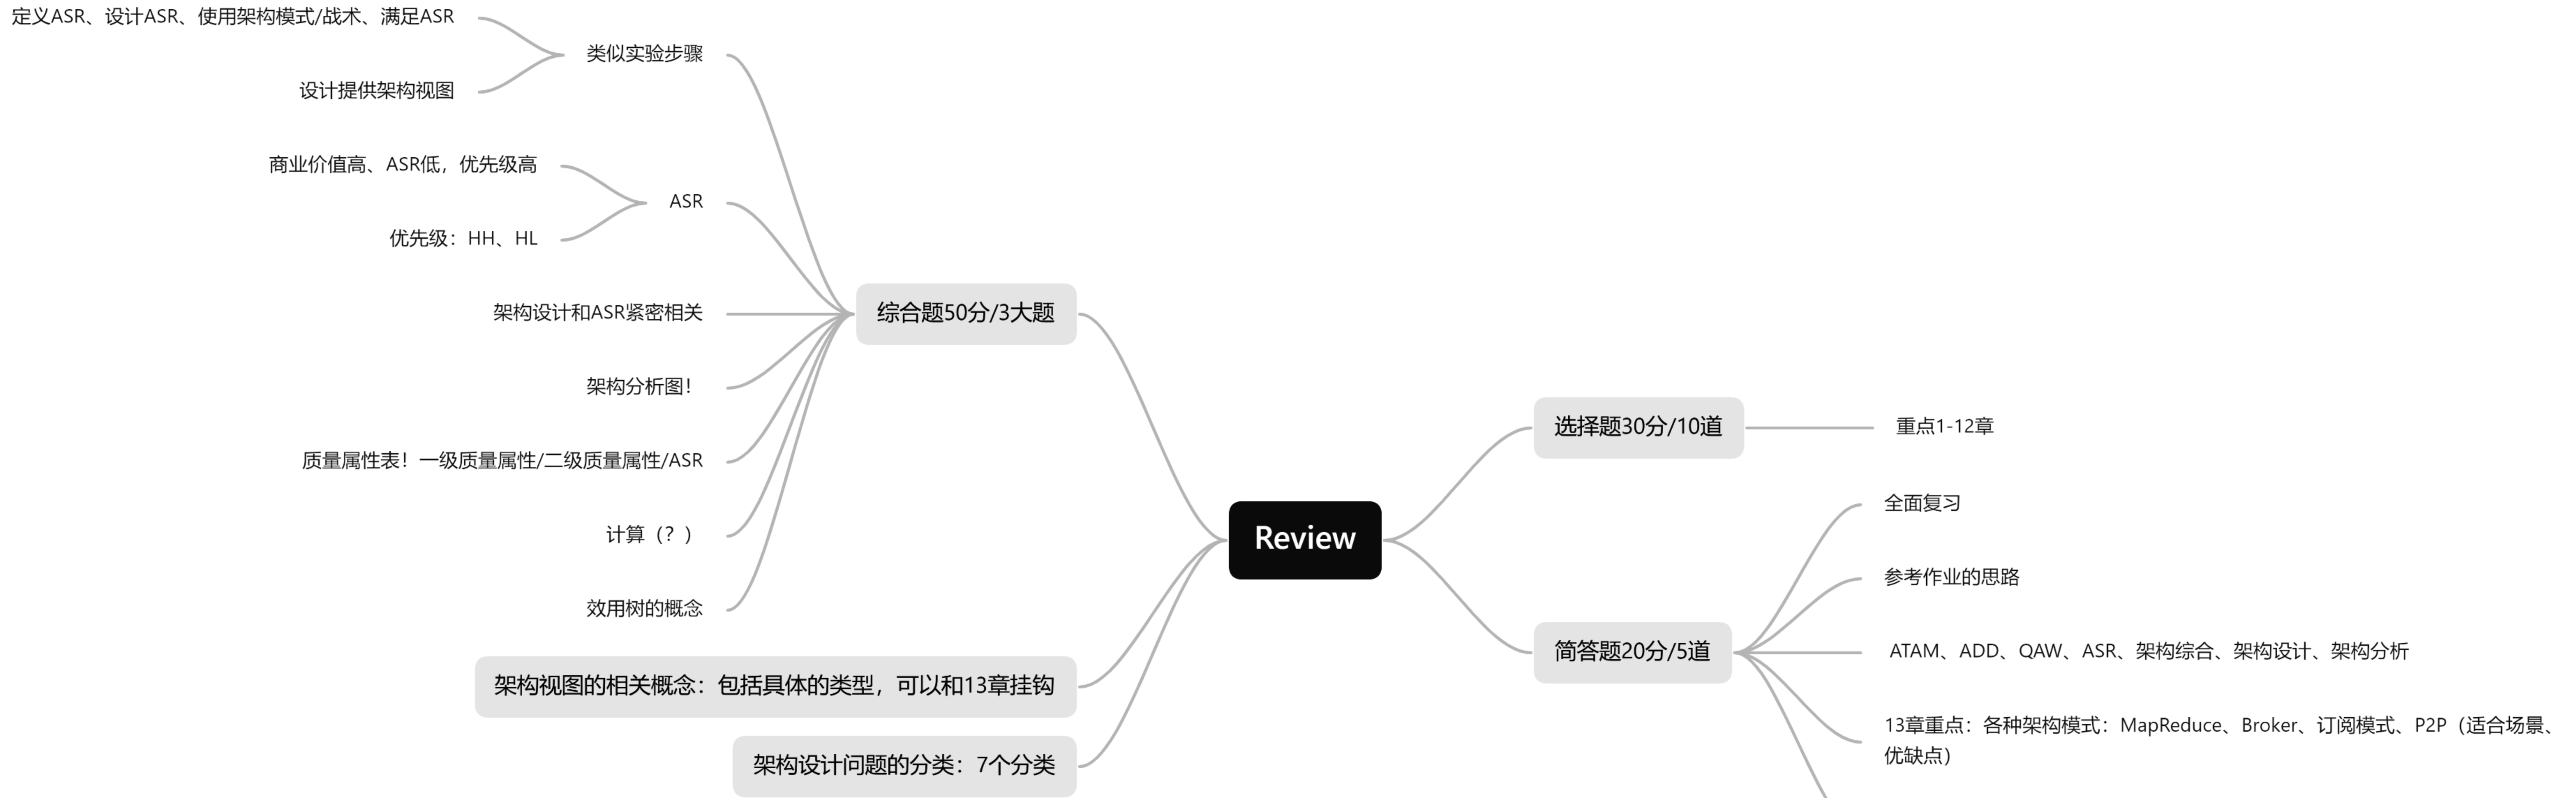 定义ASR、设计ASR、使用架构模式/战术、满足ASR
类似实验步骤
设计提供架构视图
商业价值高、ASR低，优先级高
ASR
优先级：HH、HL
架构设计和ASR紧密相关
综合题50分/3大题
架构分析图！
质量属性表！一级质量属性/二级质量属性/ASR
计算（？）
效用树的概念
架构视图的相关概念：包括具体的类型，可以和13章挂钩
架构设计问题的分类：7个分类
Review
选择题30分/10道
重点1-12章
全面复习
参考作业的思路
简答题20分/5道
ATAM、ADD、QAW、ASR、架构综合、架构设计、架构分析
13章重点：各种架构模式：MapReduce、Broker、订阅模式、P2P（适合场景、
优缺点）